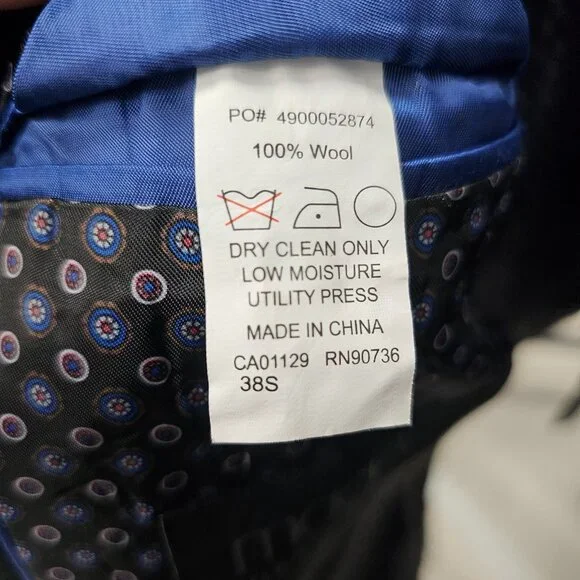 PO# 4900052874
100% Wool
DRY CLEAN ONLY
LOW MOISTURE
UTILITY PRESS
MADE IN CHINA
CA01129 RN90736
38S